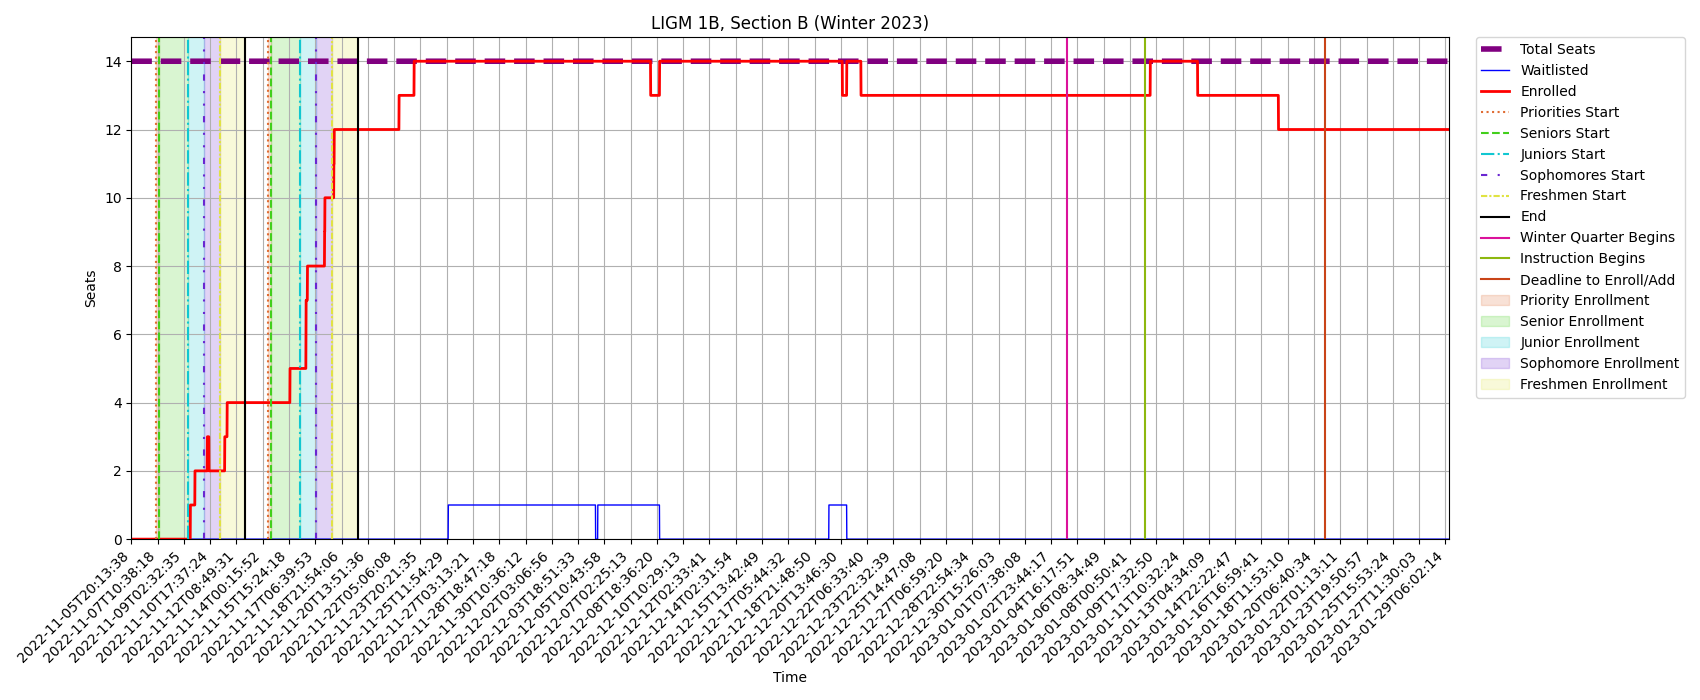 LIGM 1B, Section B (Winter 2023)
Seats
14
12
10
8
6
4
2
0
2022-11-05T20:13:38
2022-11-07T10:38:18
2022-11-09T02:32:35
2022-11-10T17:37:24
2022-11-12T08:49:31
2022-11-14T00:15:52
2022-11-15T15:24:18
2022-11-17T06:39:53
2022-11-18T21:54:06
2022-11-20T13:51:36
2022-11-22T05:06:08
2022-11-23T20:21:35
2022-11-25T11:54:29
2022-11-27T03:13:21
2022-11-28T18:47:18
2022-11-30T10:36:12
2022-12-02T03:06:56
2022-12-03T18:51:33
2022-12-05T10:43:58
2022-12-07T02:25:13
2022-12-08T18:36:20
2022-12-10T10:29:13
2022-12-12T02:33:41
2022-12-14T02:31:54
2022-12-15T13:42:49
2022-12-17T05:44:32
2022-12-18T21:48:50
2022-12-20T13:46:30
2022-12-22T06:33:40
2022-12-23T22:32:39
2022-12-25T14:47:08
2022-12-27T06:59:20
2022-12-28T22:54:34
2022-12-30T15:26:03
2023-01-01T07:38:08
2023-01-02T23:44:17
2023-01-04T16:17:51
2023-01-06T08:34:49
2023-01-08T00:50:41
2023-01-09T17:32:50
2023-01-11T10:32:24
2023-01-13T04:34:09
2023-01-14T22:22:47
2023-01-16T16:59:41
2023-01-18T11:53:10
2023-01-20T06:40:34
2023-01-22T01:13:11
2023-01-23T19:50:57
2023-01-25T15:53:24
2023-01-27T11:30:03
2023-01-29T06:02:14
Time
Total Seats
Waitlisted
Enrolled
Priorities Start
Seniors Start
Juniors Start
Sophomores Start
Freshmen Start
End
Winter Quarter Begins
Instruction Begins
Deadline to Enroll/Add
Priority Enrollment
Senior Enrollment
Junior Enrollment
Sophomore Enrollment
Freshmen Enrollment